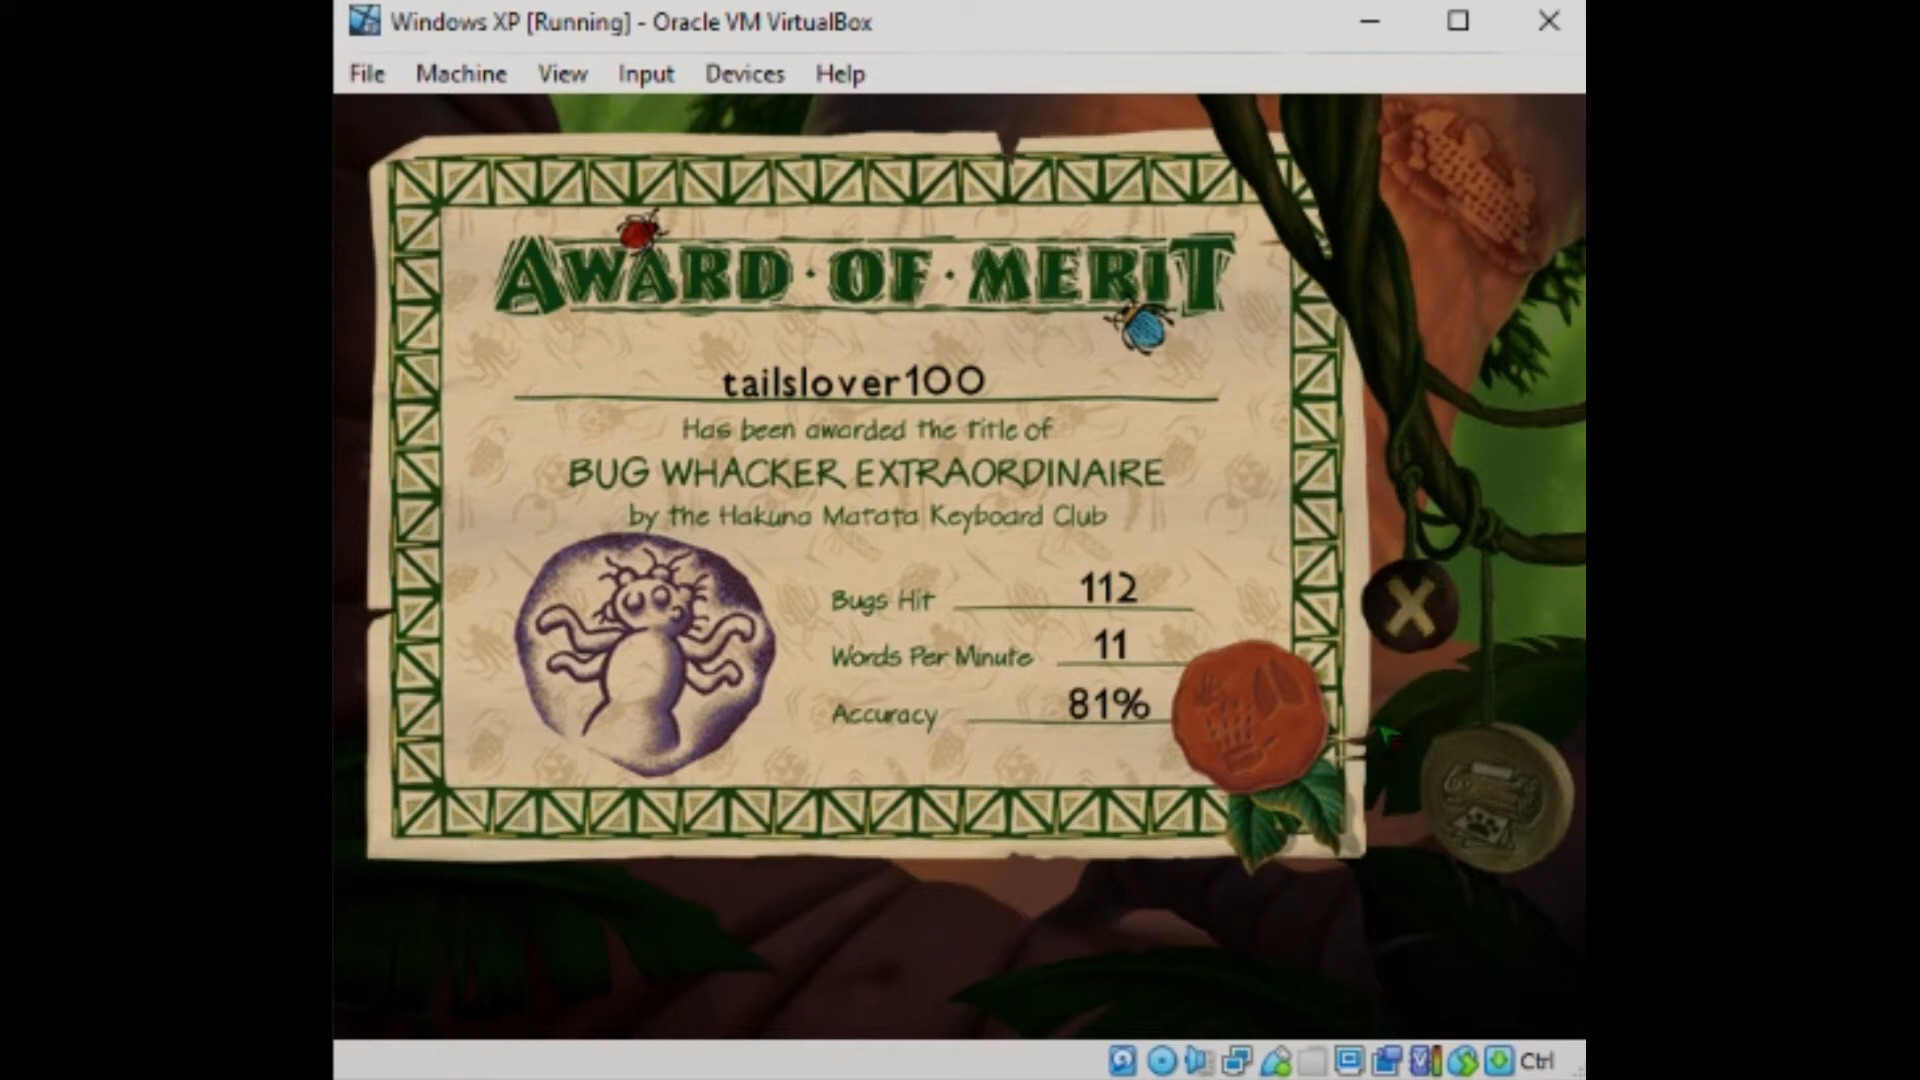 Windows XP [Running] - Oracle VM VirtualBox
File Machine View Input Devices Help
AWARD · OF · MERIT
tailslover100
Has been awarded the title of
BUG WHACKER EXTRAORDINAIRE
by the Hakuna Matata Keyboard Club
Bugs Hit 112
Words Per Minute 11
Accuracy 81%
X
Ctrl